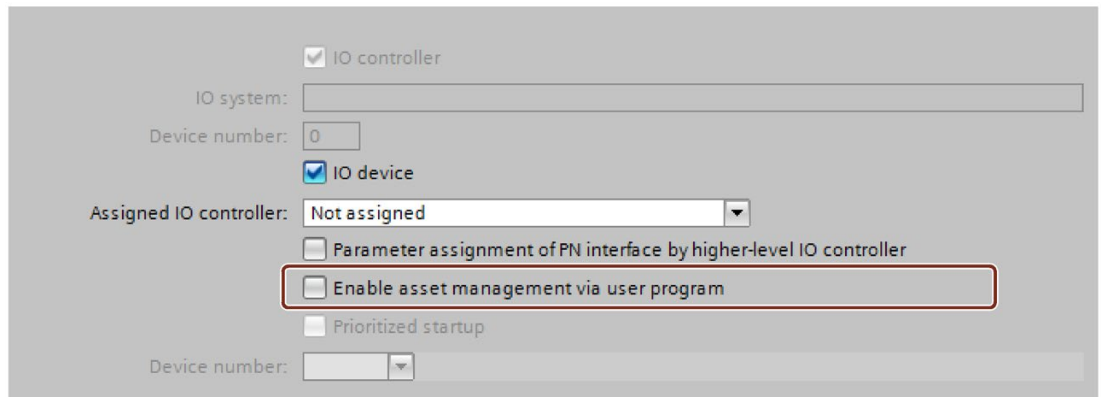 IO controller
IO system:
Device number: 0
IO device
Assigned IO controller: Not assigned
Parameter assignment of PN interface by higher-level IO controller
Enable asset management via user program
Prioritized startup
Device number: